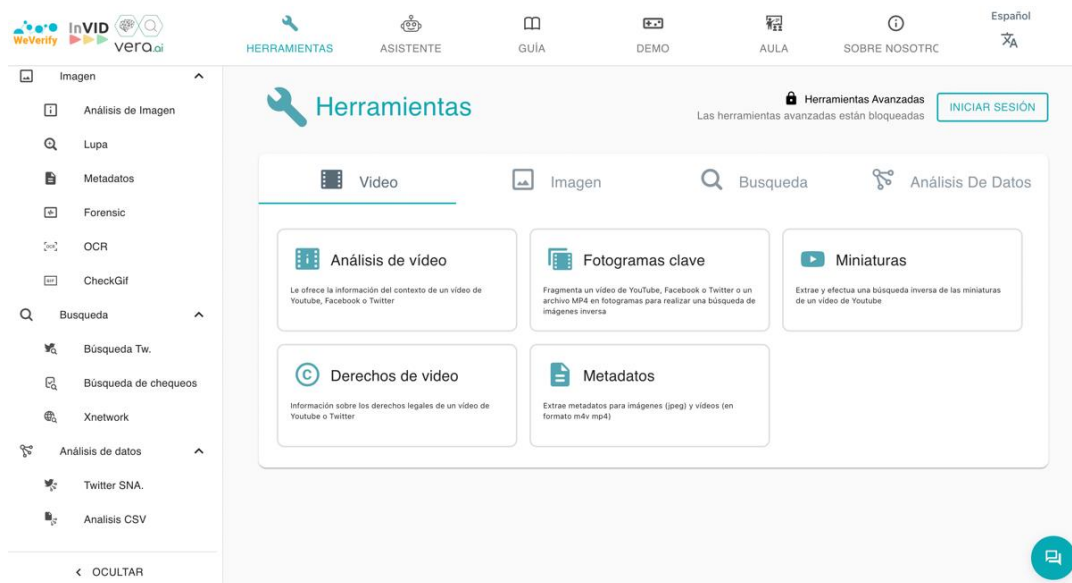 WeVerify
InVID
vera.ai
HERRAMIENTAS
ASISTENTE
GUÍA
DEMO
AULA
SOBRE NOSOTRC
Español
Imagen
Análisis de Imagen
Lupa
Metadatos
Forensic
OCR
CheckGif
Busqueda
Búsqueda Tw.
Búsqueda de chequeos
Xnetwork
Análisis de datos
Twitter SNA.
Analisis CSV
OCULTAR
Herramientas
Herramientas Avanzadas
Las herramientas avanzadas están bloqueadas
INICIAR SESIÓN
Video
Imagen
Busqueda
Análisis De Datos
Análisis de vídeo
Le ofrece la información del contexto de un vídeo de
Youtube, Facebook o Twitter
Fotogramas clave
Fragmenta un vídeo de YouTube, Facebook o Twitter o un
archivo MP4 en fotogramas para realizar una búsqueda de
imágenes inversa
Miniaturas
Extrae y efectua una búsqueda inversa de las miniaturas
de un vídeo de Youtube
Derechos de video
Información sobre los derechos legales de un vídeo de
Youtube o Twitter
Metadatos
Extrae metadatos para imágenes (jpeg) y vídeos (en
formato m4v mp4)